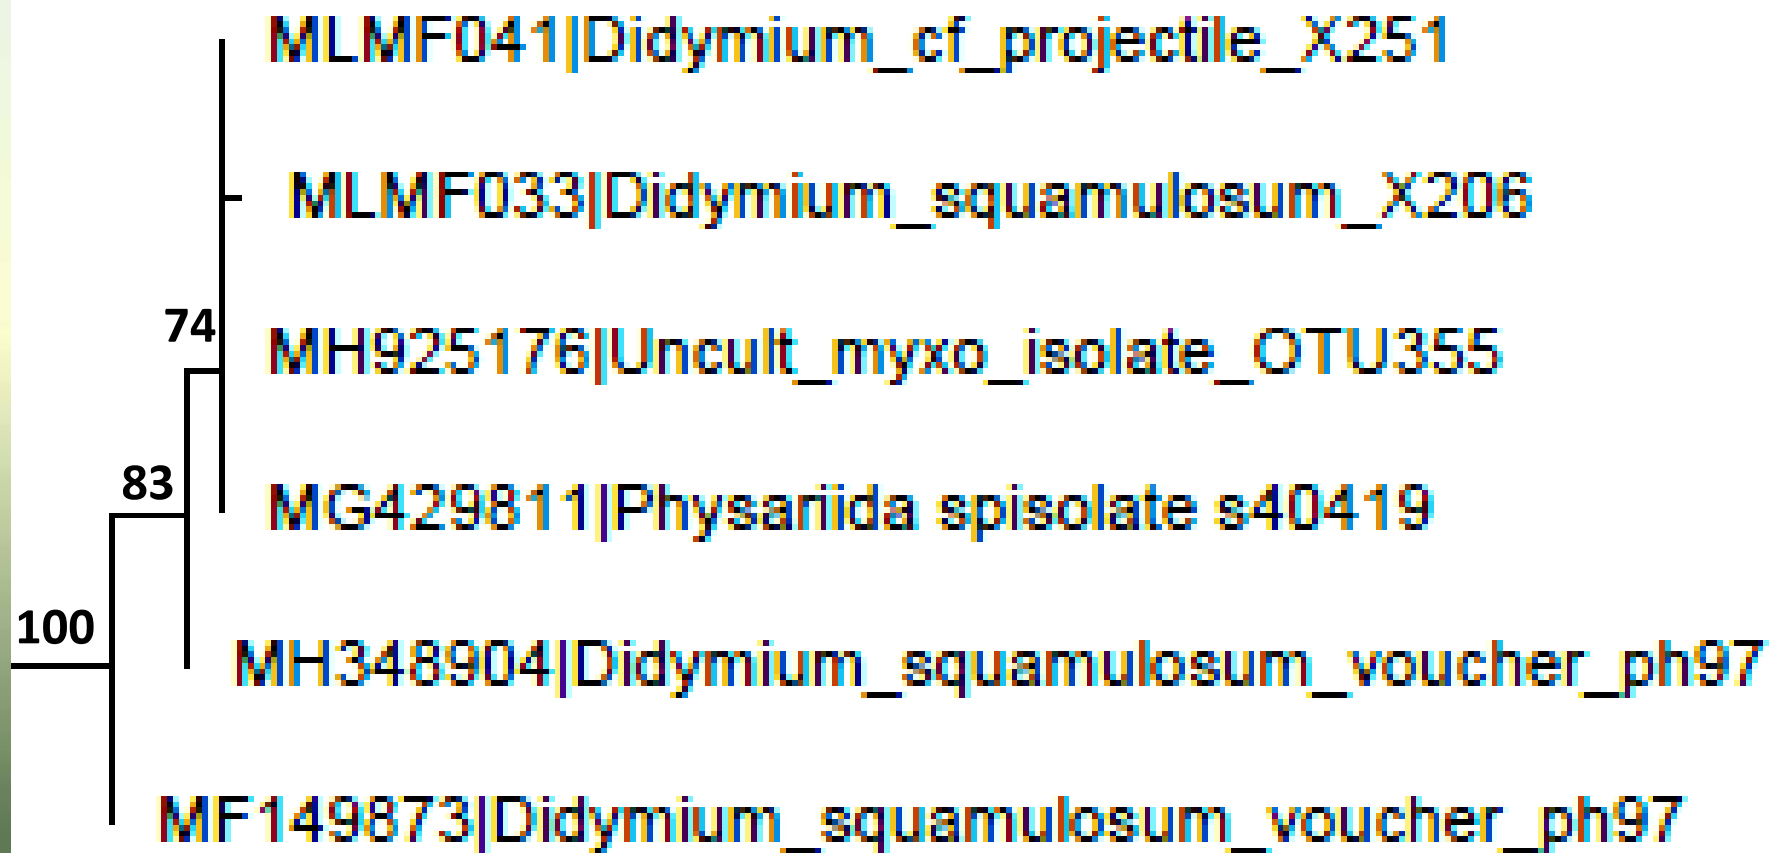 MLMF041|Didymium_cf_projectile_X251
MLMF033|Didymium_squamulosum_X206
74
MH925176|Uncult_myxo_isolate_OTU355
83
MG429811|Physariida spisolate s40419
100
MH348904|Didymium_squamulosum_voucher_ph97
MF149873|Didymium_squamulosum_voucher_ph97